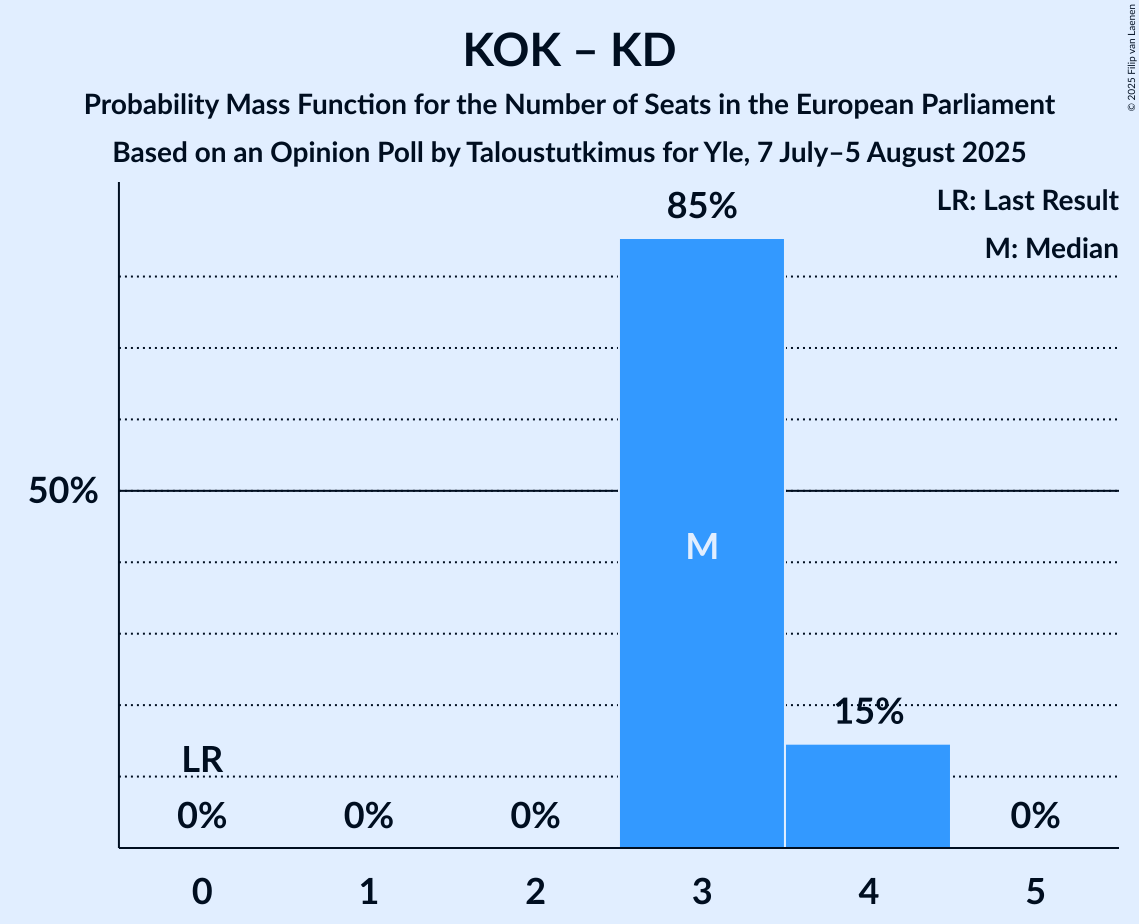 KOK – KD
Probability Mass Function for the Number of Seats in the European Parliament
Based on an Opinion Poll by Taloustutkimus for Yle, 7 July–5 August 2025
© 2025 Filip van Laenen
LR: Last Result
M: Median
85%
50%
M
15%
LR
0%
0%
0%
0%
0
1
2
3
4
5